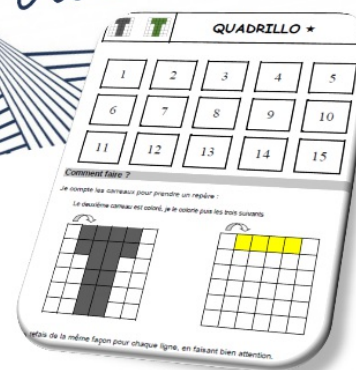 QUADRILLO ★
1 2 3 4 5
6 7 8 9 10
11 12 13 14 15
Comment faire ?
Je compte les carreaux pour prendre un repère :
Le deuxième carreau est coloré, je le colorie puis les trois suivants
refais de la même façon pour chaque ligne, en faisant bien attention.